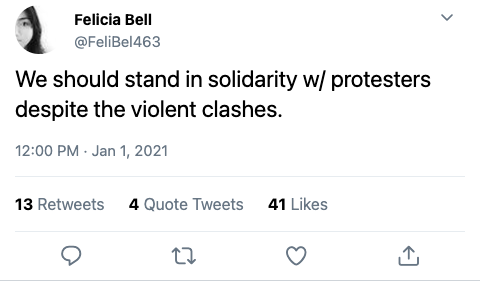 Felicia Bell
@FeliBel463
We should stand in solidarity w/ protesters
despite the violent clashes.
12:00 PM · Jan 1, 2021
13 Retweets 4 Quote Tweets 41 Likes